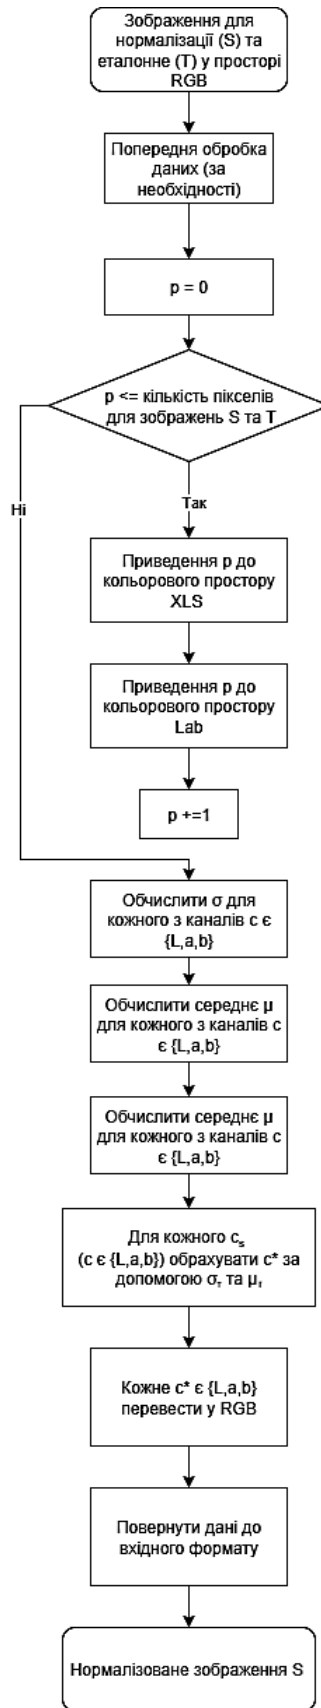 Зображення для
нормалізації (S) та
еталонне (T) у просторі
RGB
Попередня обробка
даних (за
необхідності)
p = 0
p <= кількість пікселів
для зображень S та T
Ні
Так
Приведення p до
кольорового простору
XLS
Приведення p до
кольорового простору
Lab
p +=1
Обчислити σ для
кожного з каналів c є
{L,a,b}
Обчислити середнє μ
для кожного з каналів c
є {L,a,b}
Обчислити середнє μ
для кожного з каналів c
є {L,a,b}
Для кожного cₛ
(c є {L,a,b}) обрахувати c* за
допомогою σₜ та μₜ
Кожне c* є {L,a,b}
перевести у RGB
Повернути дані до
вхідного формату
Нормалізоване зображення S